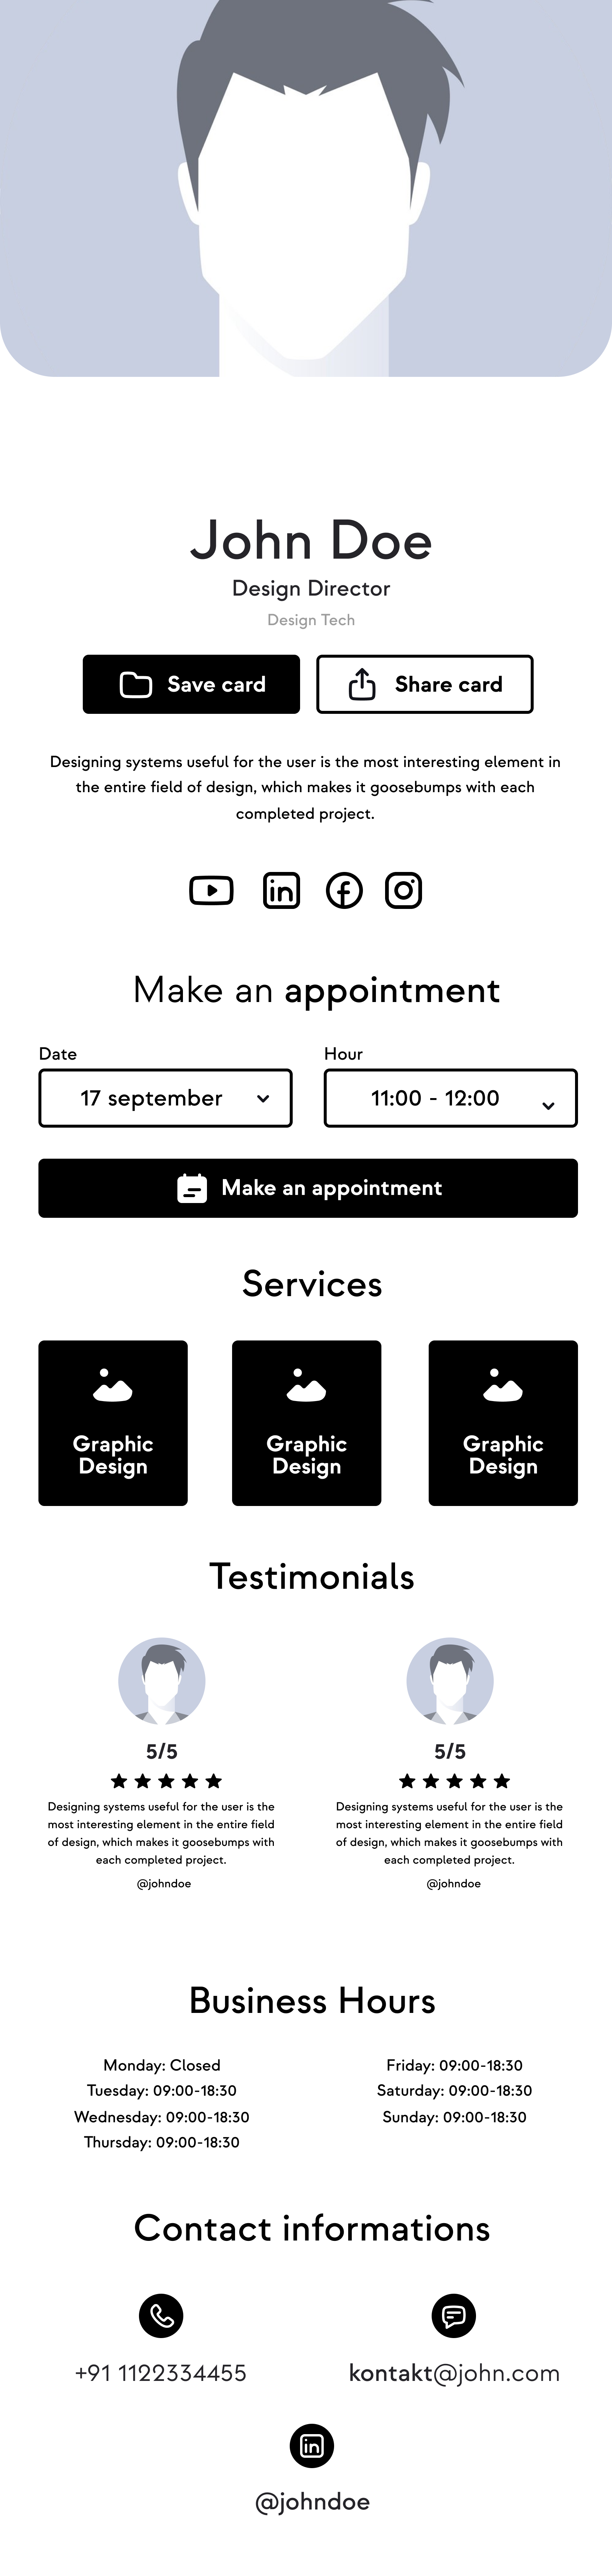 John Doe
Design Director
Design Tech
Save card
Share card
Designing systems useful for the user is the most interesting element in
the entire field of design, which makes it goosebumps with each
completed project.
in
f
Make an appointment
Date
Hour
17 september
11:00 - 12:00
Make an appointment
Services
Graphic
Design
Graphic
Design
Graphic
Design
Testimonials
5/5
Designing systems useful for the user is the
most interesting element in the entire field
of design, which makes it goosebumps with
each completed project.
@johndoe
5/5
Designing systems useful for the user is the
most interesting element in the entire field
of design, which makes it goosebumps with
each completed project.
@johndoe
Business Hours
Monday: Closed
Tuesday: 09:00-18:30
Wednesday: 09:00-18:30
Thursday: 09:00-18:30
Friday: 09:00-18:30
Saturday: 09:00-18:30
Sunday: 09:00-18:30
Contact informations
+91 1122334455
kontakt@john.com
in
@johndoe